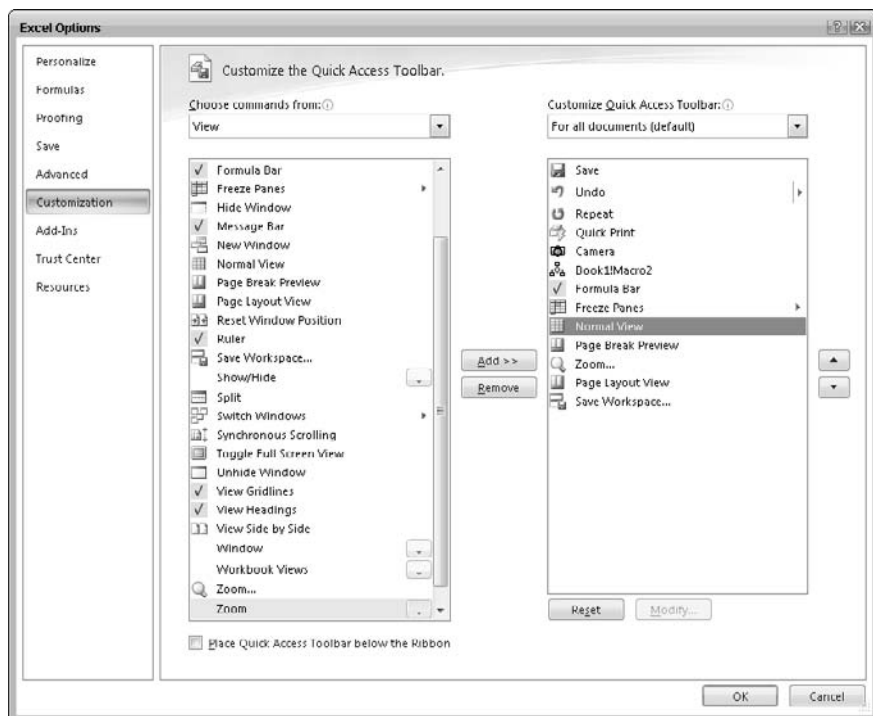 Excel Options
Personalize
Formulas
Proofing
Save
Advanced
Customization
Add-Ins
Trust Center
Resources
Customize the Quick Access Toolbar.
Choose commands from:
View
Formula Bar
Freeze Panes
Hide Window
Message Bar
New Window
Normal View
Page Break Preview
Page Layout View
Reset Window Position
Ruler
Save Workspace...
Show/Hide
Split
Switch Windows
Synchronous Scrolling
Toggle Full Screen View
Unhide Window
View Gridlines
View Headings
View Side by Side
Window
Workbook Views
Zoom...
Zoom
Place Quick Access Toolbar below the Ribbon
Add >>
Remove
Customize Quick Access Toolbar:
For all documents (default)
Save
Undo
Repeat
Quick Print
Camera
Book1!Macro2
Formula Bar
Freeze Panes
Normal View
Page Break Preview
Zoom...
Page Layout View
Save Workspace...
Reset
Modify...
OK
Cancel